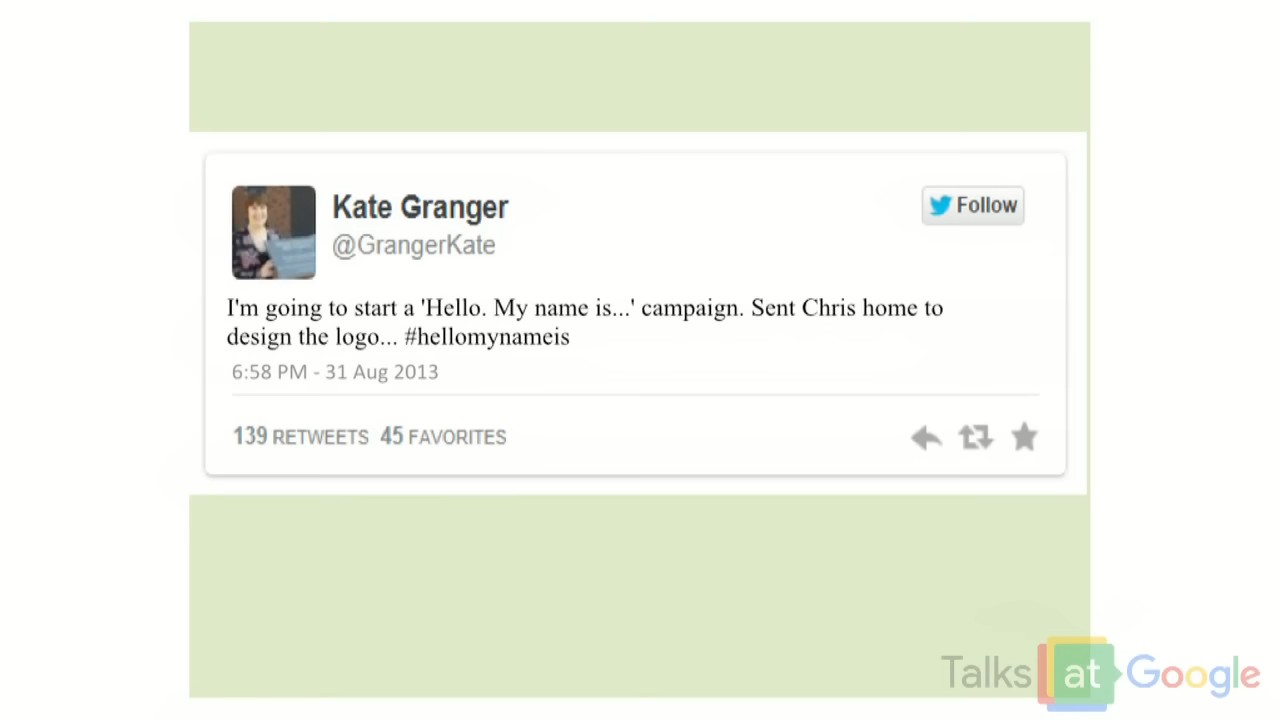 Kate Granger
@GrangerKate
Follow
I'm going to start a 'Hello. My name is...' campaign. Sent Chris home to
design the logo... #hellomynameis
6:58 PM - 31 Aug 2013
139 RETWEETS 45 FAVORITES
Talks at Google